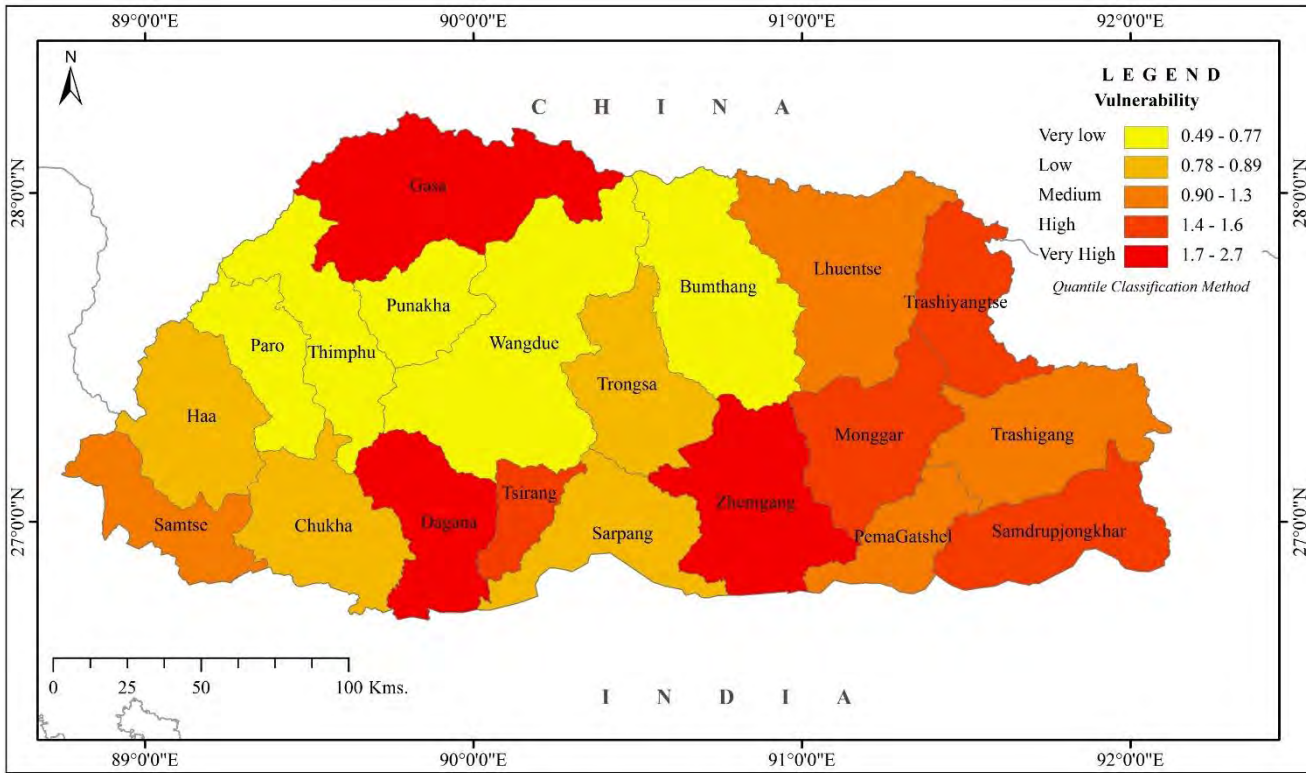 89°0'0"E 90°0'0"E 91°0'0"E 92°0'0"E
N
C H I N A
L E G E N D
Vulnerability
Very low 0.49 - 0.77
Low 0.78 - 0.89
Medium 0.90 - 1.3
High 1.4 - 1.6
Very High 1.7 - 2.7
Quantile Classification Method
28°0'0"N
28°0'0"N
Gasa
Lhuentse
Bumthang
Trashiyangtse
Punakha
Paro
Thimphu
Wangdue
Trongsa
Haa
Monggar
Trashigang
Tsirang
Zhemgang
27°0'0"N
27°0'0"N
Samtse
Chukha
Dagana
Sarpang
PemaGatshel
Samdrupjongkhar
0 25 50 100 Kms.
I N D I A
89°0'0"E 90°0'0"E 91°0'0"E 92°0'0"E